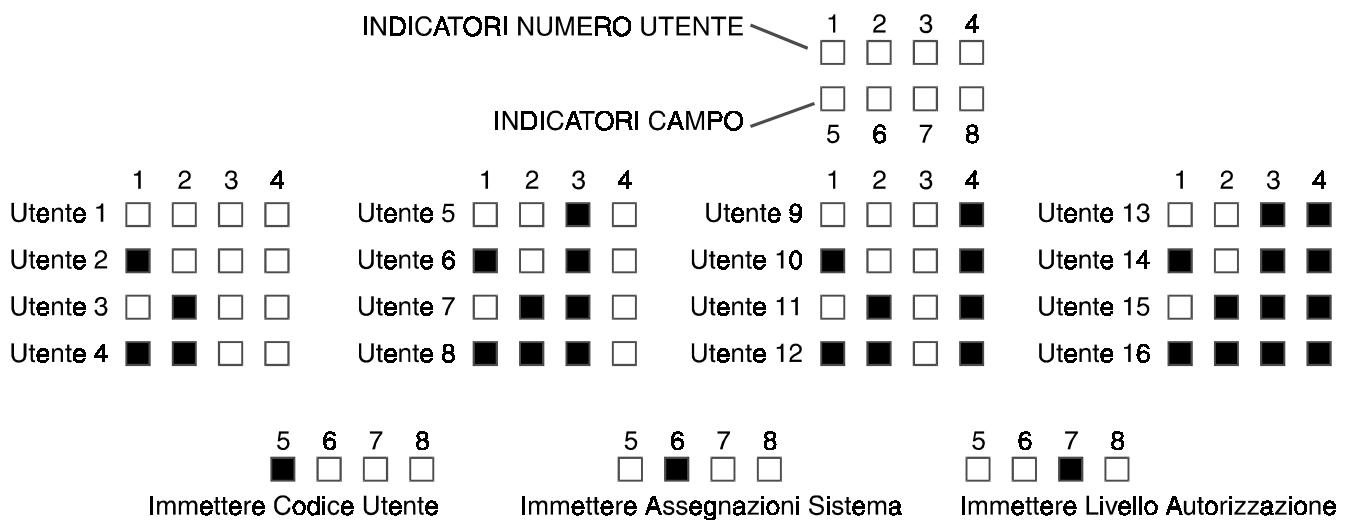 INDICATORI NUMERO UTENTE 1 2 3 4
INDICATORI CAMPO
5 6 7 8
1 2 3 4 1 2 3 4 1 2 3 4 1 2 3 4
Utente 1 Utente 5 Utente 9 Utente 13
Utente 2 Utente 6 Utente 10 Utente 14
Utente 3 Utente 7 Utente 11 Utente 15
Utente 4 Utente 8 Utente 12 Utente 16
5 6 7 8 5 6 7 8 5 6 7 8
Immettere Codice Utente Immettere Assegnazioni Sistema Immettere Livello Autorizzazione